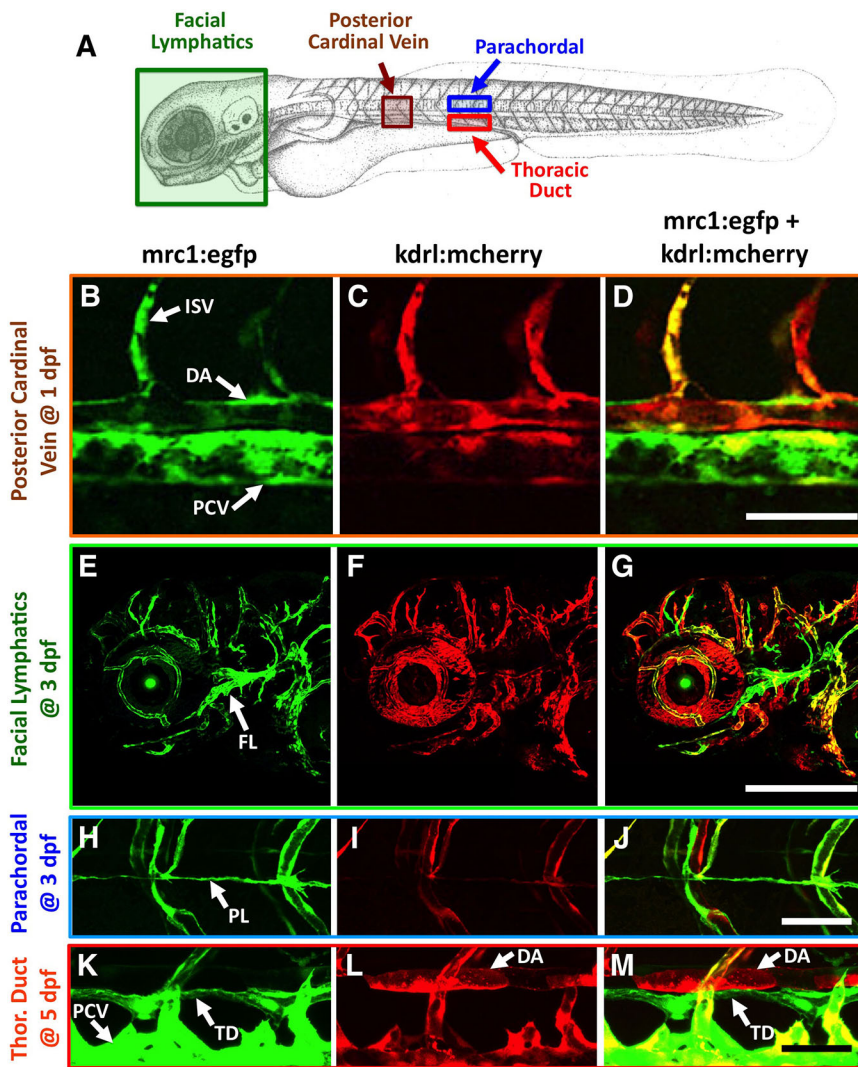 A
Facial
Lymphatics
Posterior
Cardinal Vein
Parachordal
Thoracic
Duct
mrc1:egfp
kdrl:mcherry
mrc1:egfp +
kdrl:mcherry
Posterior Cardinal
Vein @ 1 dpf
B
ISV
DA
PCV
C
D
Facial Lymphatics
@ 3 dpf
E
FL
F
G
Parachordal
@ 3 dpf
H
PL
I
J
Thor. Duct
@ 5 dpf
K
PCV
TD
L
DA
M
DA
TD